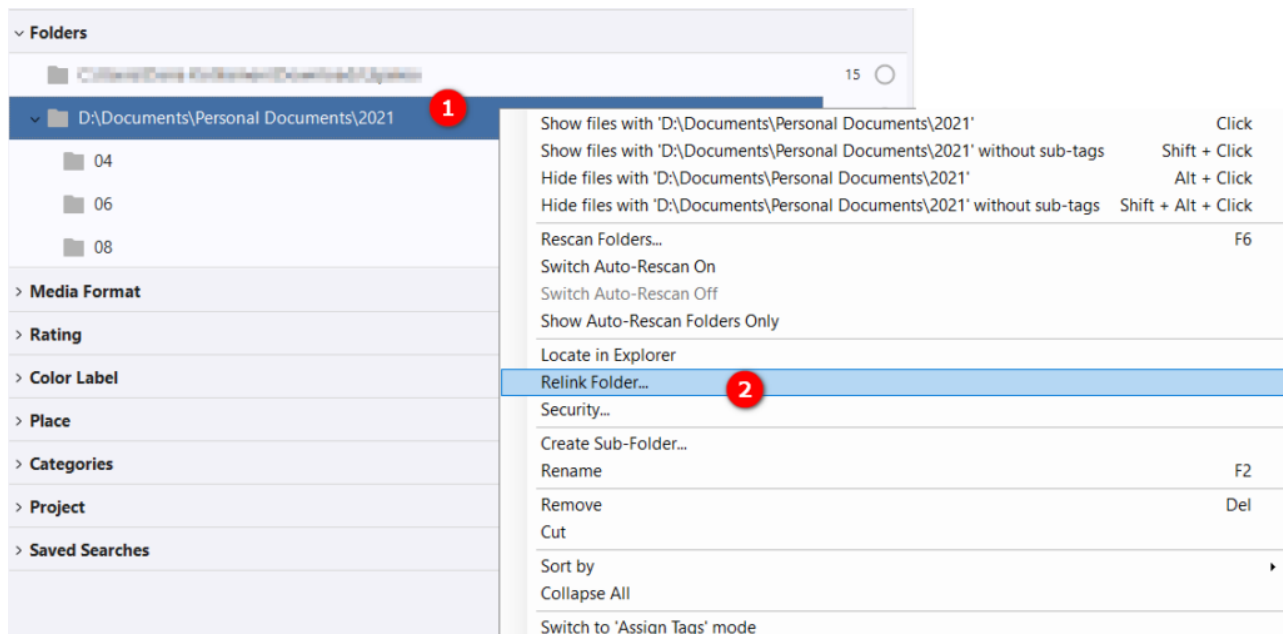 Folders
15
D:\Documents\Personal Documents\2021 1
04
06
08
Media Format
Rating
Color Label
Place
Categories
Project
Saved Searches
Show files with 'D:\Documents\Personal Documents\2021' Click
Show files with 'D:\Documents\Personal Documents\2021' without sub-tags Shift + Click
Hide files with 'D:\Documents\Personal Documents\2021' Alt + Click
Hide files with 'D:\Documents\Personal Documents\2021' without sub-tags Shift + Alt + Click
Rescan Folders... F6
Switch Auto-Rescan On
Switch Auto-Rescan Off
Show Auto-Rescan Folders Only
Locate in Explorer
Relink Folder... 2
Security...
Create Sub-Folder...
Rename F2
Remove Del
Cut
Sort by
Collapse All
Switch to 'Assign Tags' mode